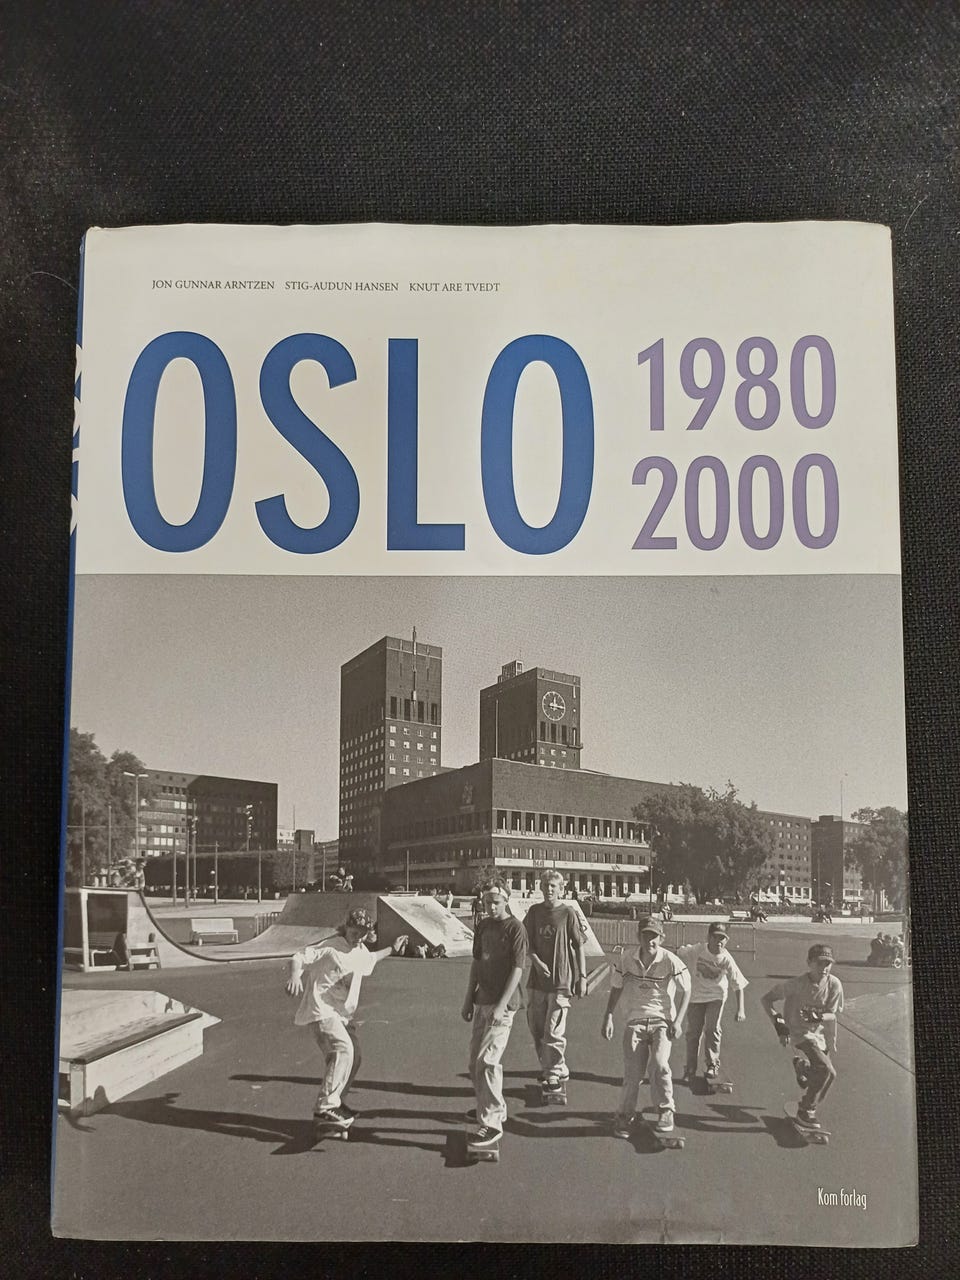 JON GUNNAR ARNTZEN STIG-AUDUN HANSEN KNUT ARE TVEDT
OSLO
1980
2000
Kom forlag